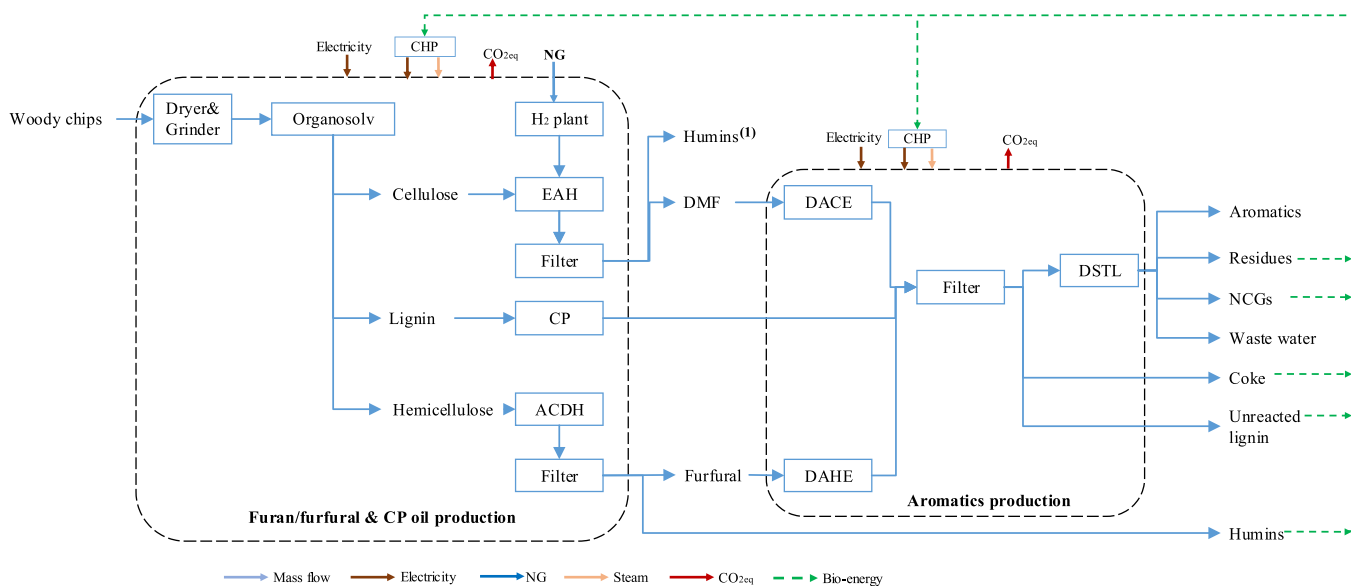 Electricity
CHP
CO2eq
NG
Woody chips
Dryer&
Grinder
Organosolv
H2 plant
Humins(1)
Electricity
CHP
CO2eq
Cellulose
EAH
DMF
DACE
Aromatics
Filter
Filter
DSTL
Residues
NCGs
Lignin
CP
Waste water
Coke
Hemicellulose
ACDH
Unreacted
lignin
Filter
Furfural
DAHE
Furan/furfural & CP oil production
Aromatics production
Humins
Mass flow
Electricity
NG
Steam
CO2eq
Bio-energy